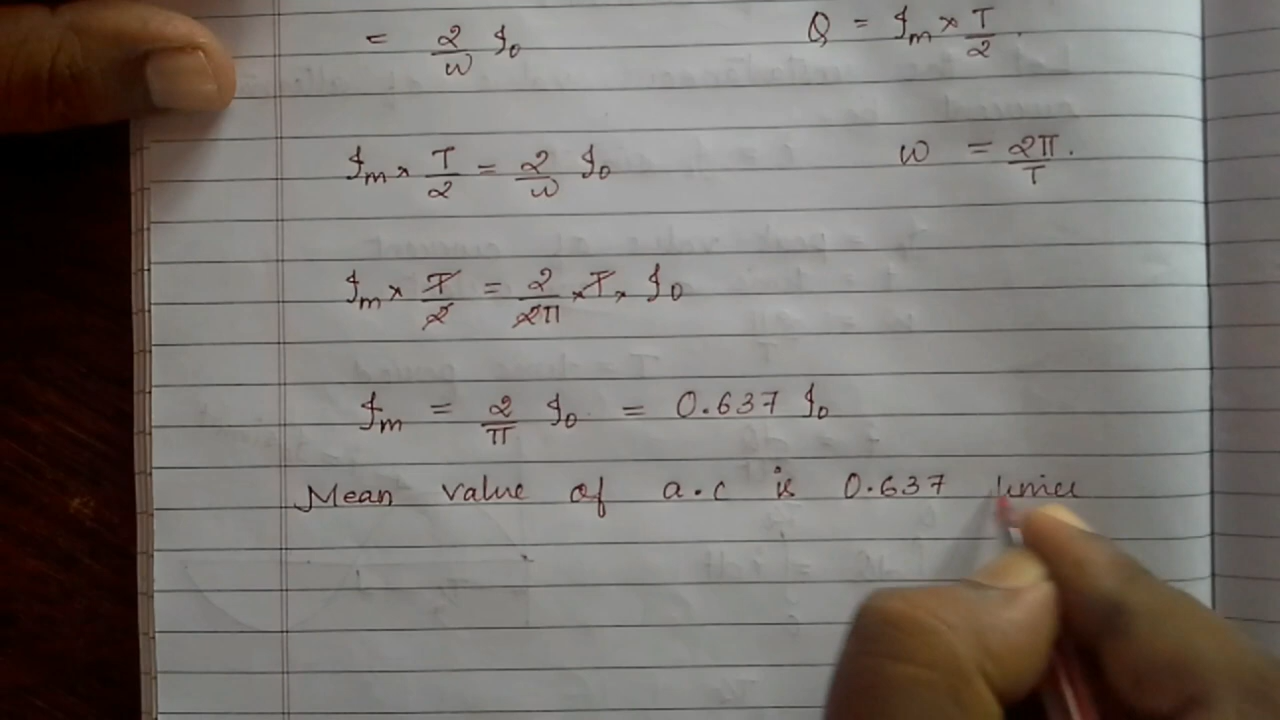 = 2/ω I₀    Q = Iₘ × T/2.
Iₘ × T/2 = 2/ω I₀    ω = 2π/T.
Iₘ × T/2 = 2/2π × T × I₀
Iₘ = 2/π I₀ = 0.637 I₀
Mean value of a.c is 0.637 times